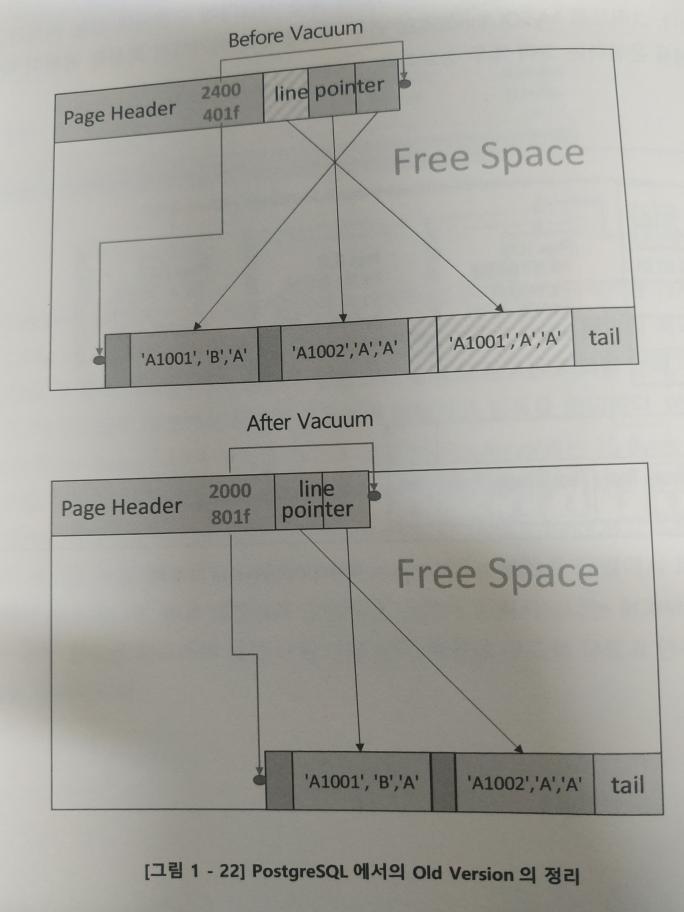 Before Vacuum
Page Header 2400 line pointer
401f
Free Space
'A1001', 'B','A' 'A1002','A','A' 'A1001','A','A' tail
After Vacuum
Page Header 2000 line
801f pointer
Free Space
'A1001', 'B','A' 'A1002','A','A' tail
[그림 1 - 22] PostgreSQL 에서의 Old Version 의 정리